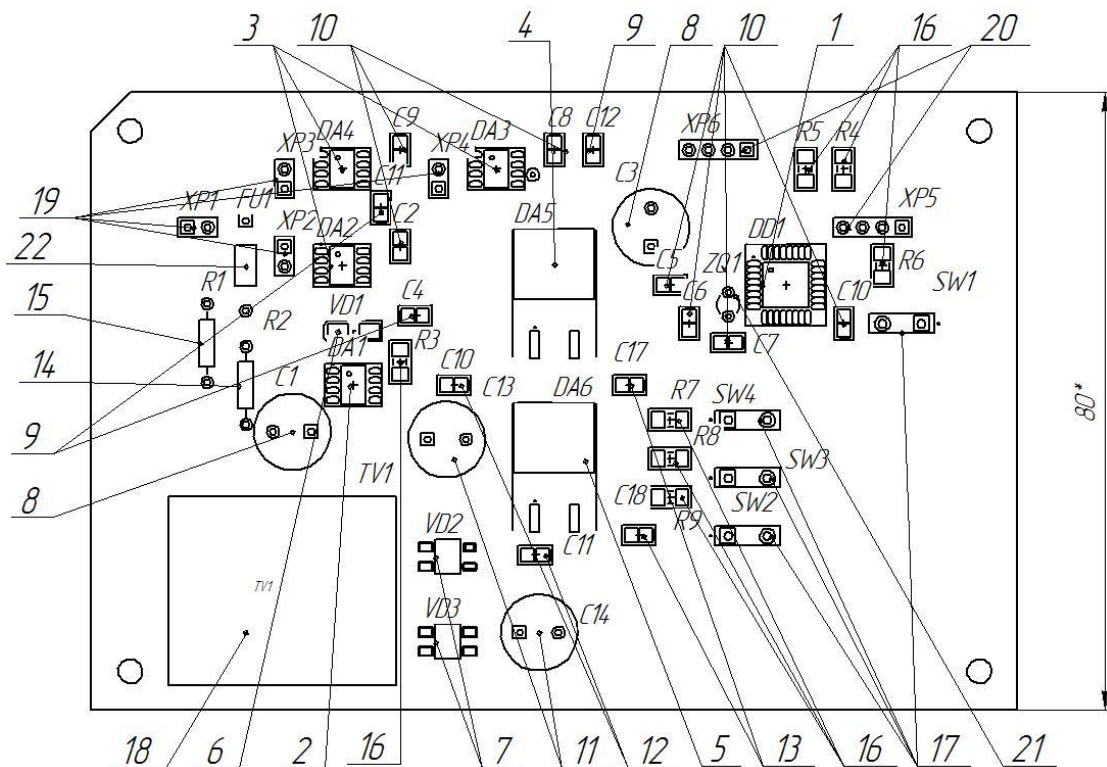 3 10 4 9 8 10 1 16 20
C9 C8 C12 XP6 R5 R4
XP3 DA4 XP4 DA3
C11 C3
19 XP1 FU1 XP5
XP2 DA2 C2 DA5 DD1
22 R1 C5 ZQ1 R6
C6 C10 SW1
15 R2 VD1 C4
DA1 R3 C7
14 C1 C10 C13 DA6 C17 R7 SW4
80*
9 R8 SW3
8 TV1 C18 R9 SW2
VD2 C11
TV1
VD3 C14
18 6 2 16 7 11 12 5 13 16 17 21